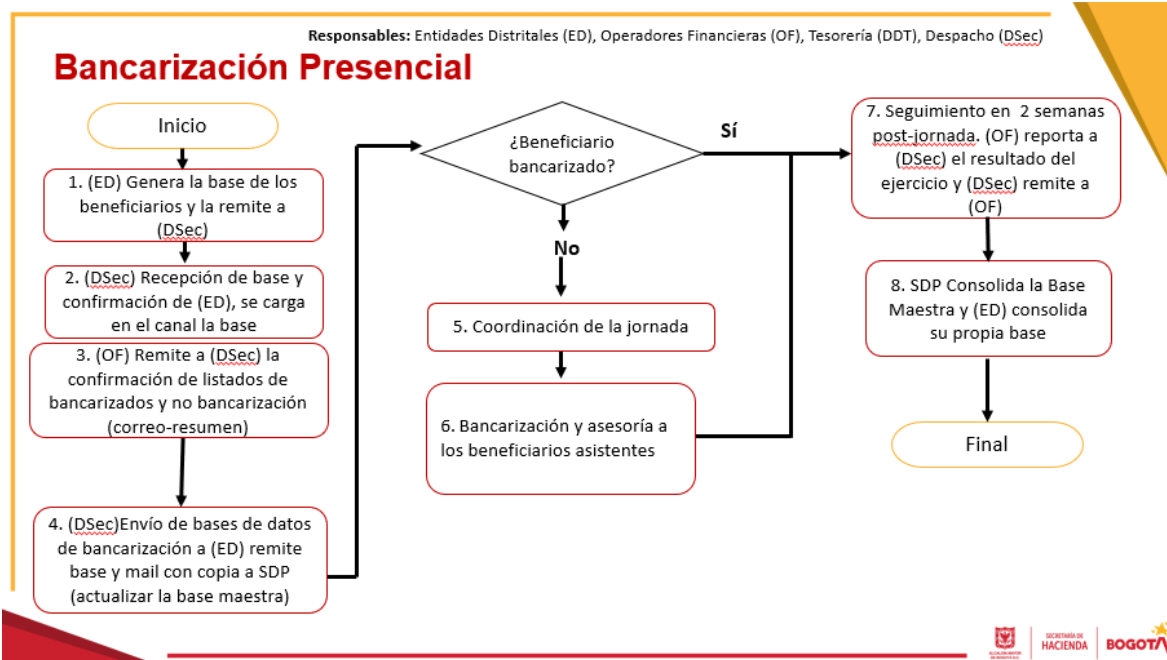 Responsables: Entidades Distritales (ED), Operadores Financieras (OF), Tesorería (DDT), Despacho (DSec)
Bancarización Presencial
Inicio
1. (ED) Genera la base de los
beneficiarios y la remite a
(DSec)
2. (DSec) Recepción de base y
confirmación de (ED), se carga
en el canal la base
3. (OF) Remite a (DSec) la
confirmación de listados de
bancarizados y no bancarización
(correo-resumen)
4. (DSec)Envío de bases de datos
de bancarización a (ED) remite
base y mail con copia a SDP
(actualizar la base maestra)
¿Beneficiario
bancarizado?
Sí
No
5. Coordinación de la jornada
6. Bancarización y asesoría a
los beneficiarios asistentes
7. Seguimiento en 2 semanas
post-jornada. (OF) reporta a
(DSec) el resultado del
ejercicio y (DSec) remite a
(OF)
8. SDP Consolida la Base
Maestra y (ED) consolida
su propia base
Final
SECRETARÍA DE
HACIENDA
BOGOTÁ